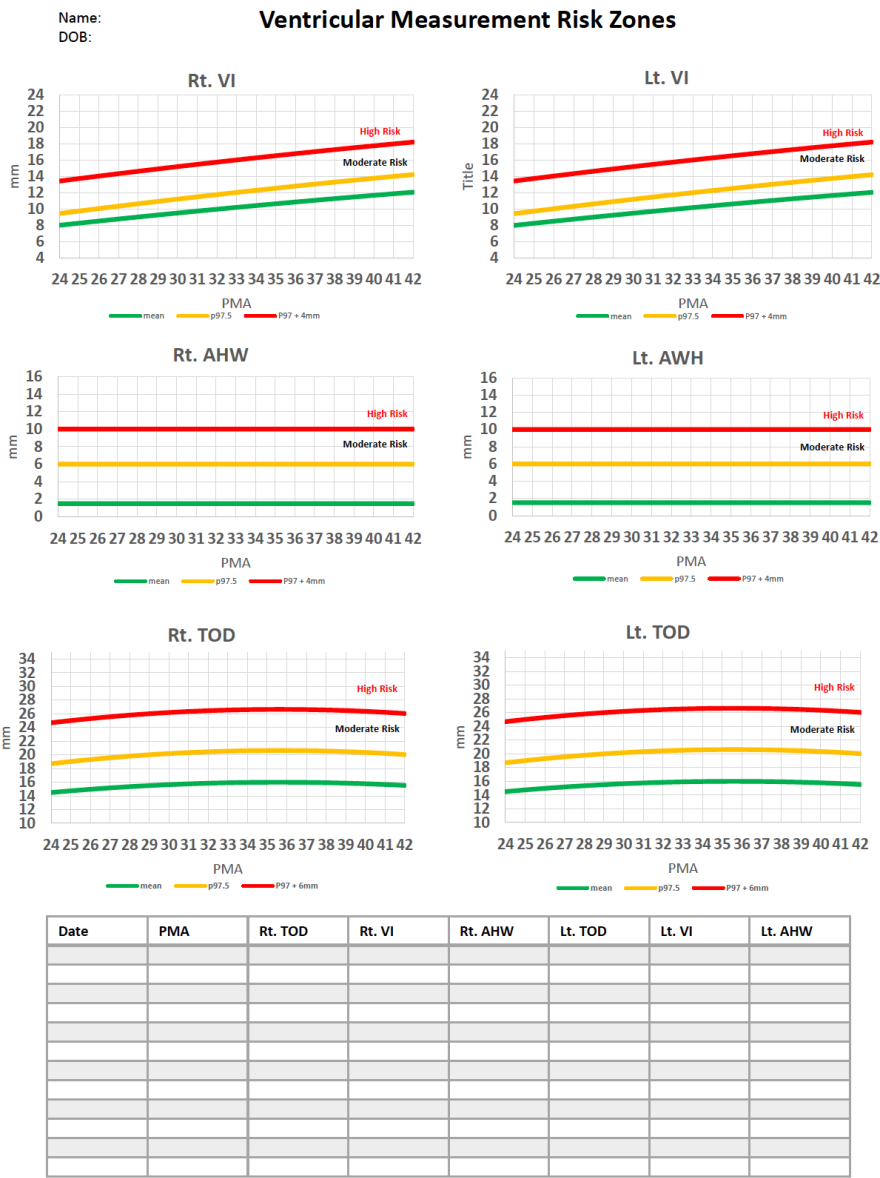 Name:
DOB:
Ventricular Measurement Risk Zones
Rt. VI
24
22
20
18
16
14
12
10
8
6
4
mm
High Risk
Moderate Risk
24 25 26 27 28 29 30 31 32 33 34 35 36 37 38 39 40 41 42
PMA
mean p97.5 P97 + 4mm
Lt. VI
24
22
20
18
16
14
12
10
8
6
4
Title
High Risk
Moderate Risk
24 25 26 27 28 29 30 31 32 33 34 35 36 37 38 39 40 41 42
PMA
mean p97.5 P97 + 4mm
Rt. AHW
16
14
12
10
8
6
4
2
0
mm
High Risk
Moderate Risk
24 25 26 27 28 29 30 31 32 33 34 35 36 37 38 39 40 41 42
PMA
mean p97.5 P97 + 4mm
Lt. AWH
16
14
12
10
8
6
4
2
0
mm
High Risk
Moderate Risk
24 25 26 27 28 29 30 31 32 33 34 35 36 37 38 39 40 41 42
PMA
mean p97.5 P97 + 4mm
Rt. TOD
34
32
30
28
26
24
22
20
18
16
14
12
10
mm
High Risk
Moderate Risk
24 25 26 27 28 29 30 31 32 33 34 35 36 37 38 39 40 41 42
PMA
mean p97.5 P97 + 6mm
Lt. TOD
34
32
30
28
26
24
22
20
18
16
14
12
10
mm
High Risk
Moderate Risk
24 25 26 27 28 29 30 31 32 33 34 35 36 37 38 39 40 41 42
PMA
mean p97.5 P97 + 6mm
Date PMA Rt. TOD Rt. VI Rt. AHW Lt. TOD Lt. VI Lt. AHW